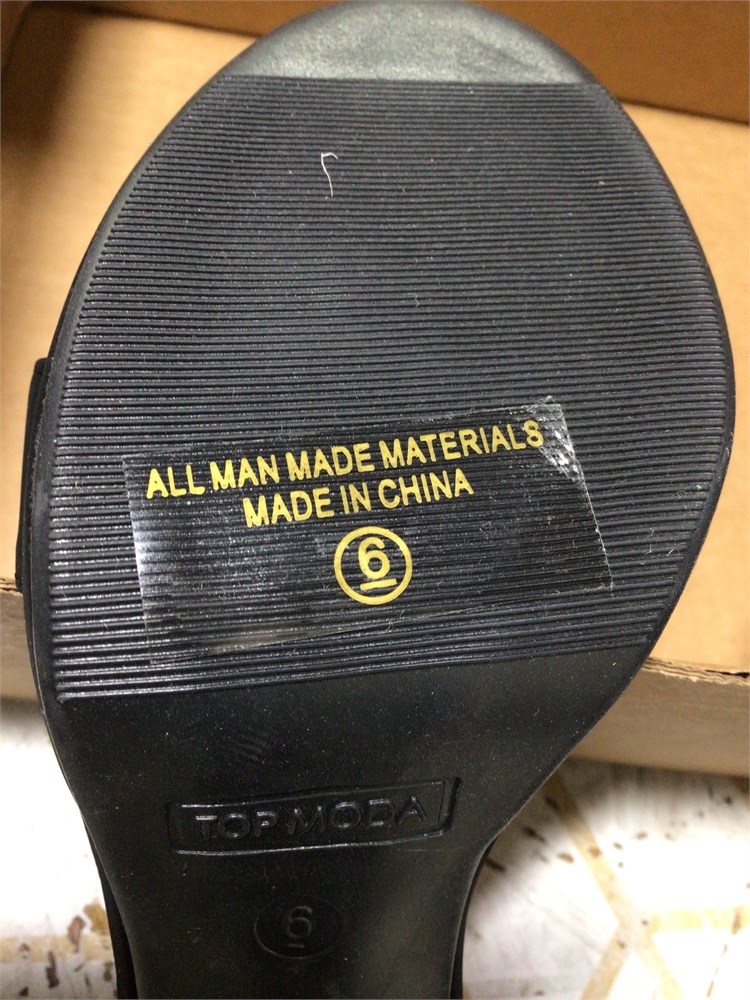 ALL MAN MADE MATERIALS
MADE IN CHINA
6
TOP MODA
6